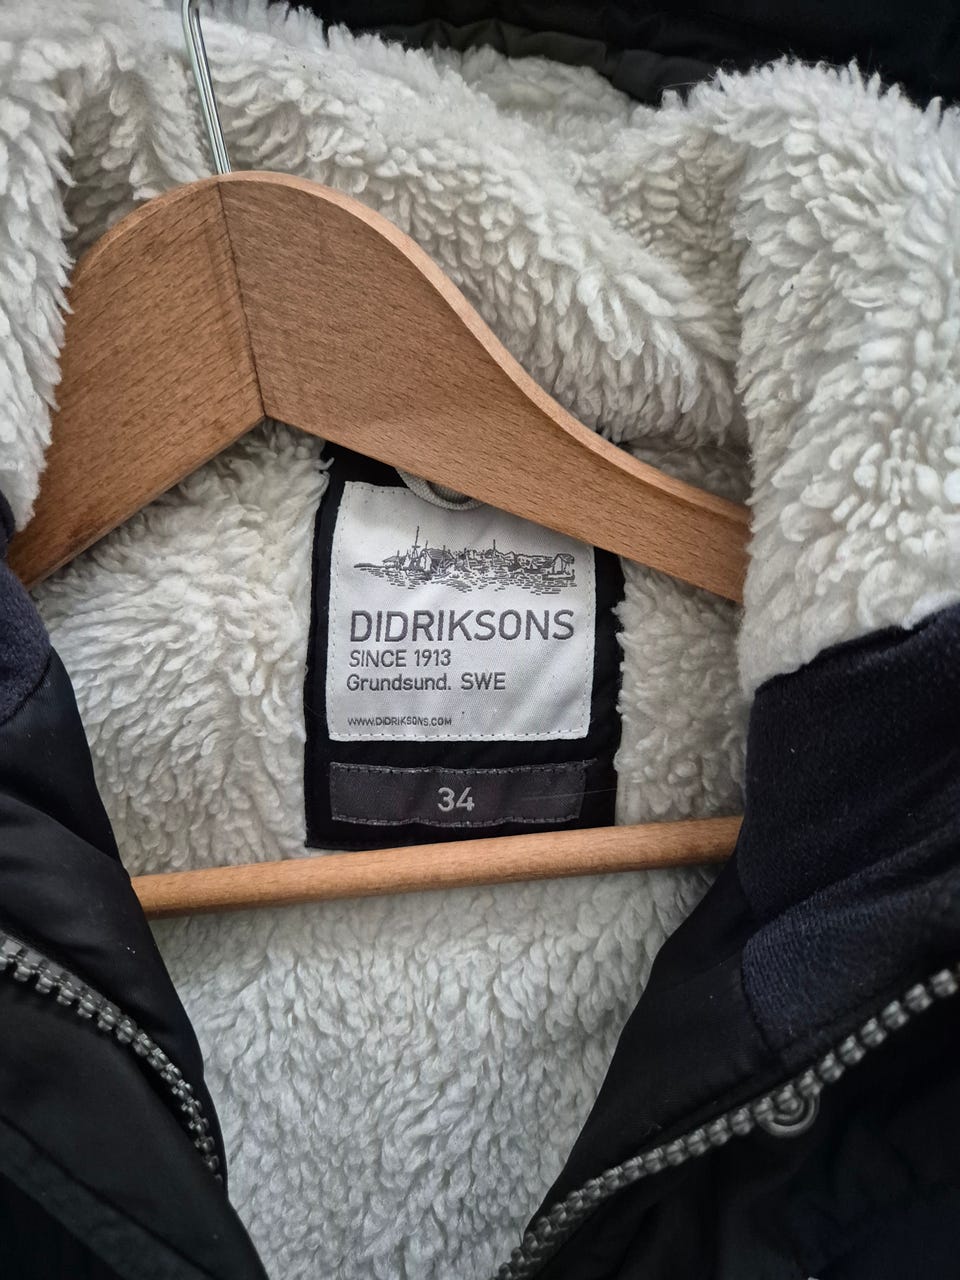 DIDRIKSONS
SINCE 1913
Grundsund. SWE
WWW.DIDRIKSONS.COM
34